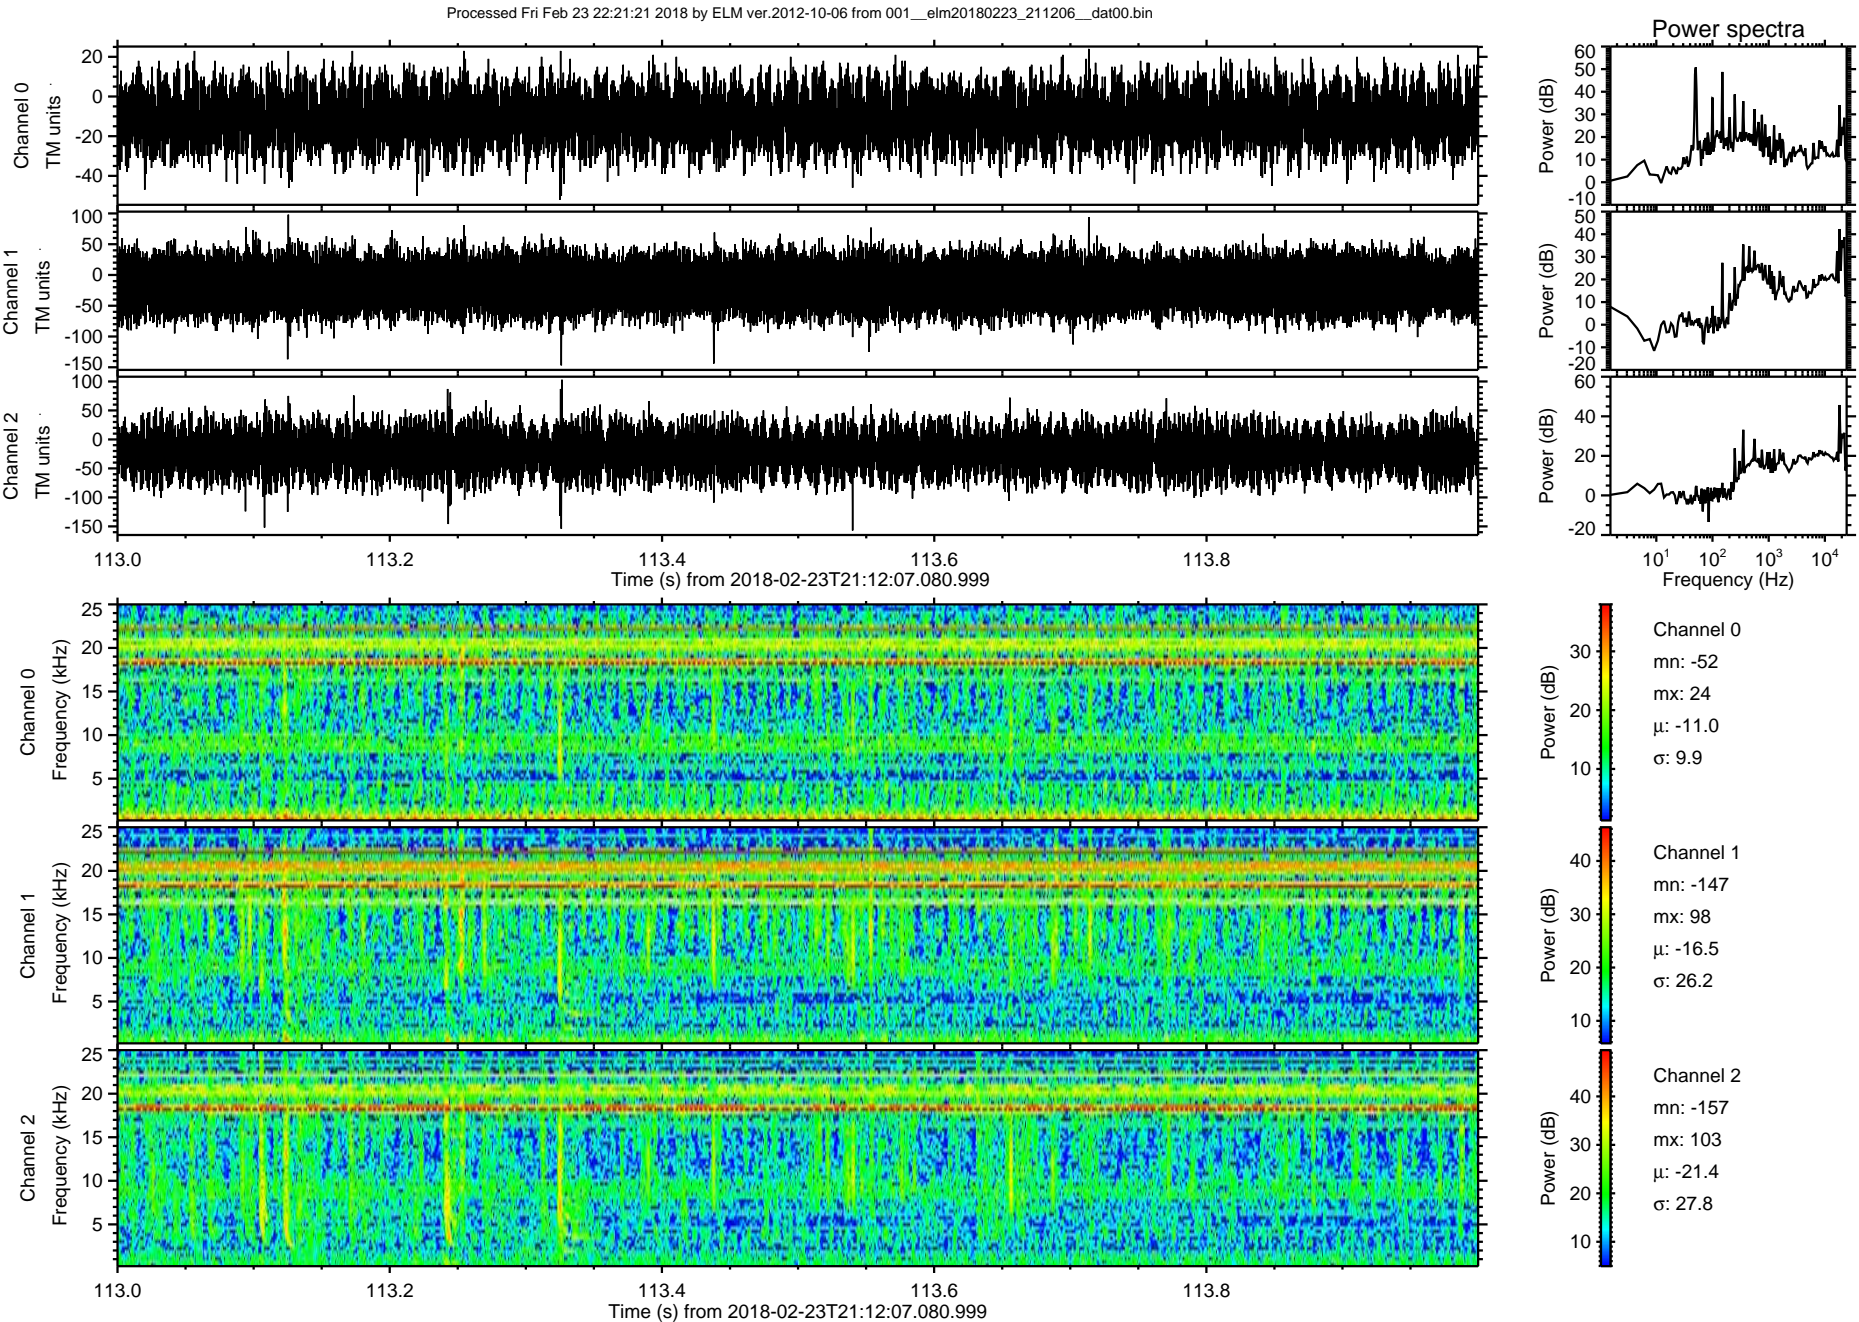 Processed Fri Feb 23 22:21:21 2018 by ELM ver.2012-10-06 from 001__elm20180223_211206__dat00.bin
Power spectra
Channel 0
TM units
20
0
-20
-40
Power (dB)
60
50
40
30
20
10
0
-10
Channel 1
TM units
100
50
0
-50
-100
-150
Power (dB)
50
40
30
20
10
0
-10
-20
Channel 2
TM units
100
50
0
-50
-100
-150
Power (dB)
60
40
20
0
-20
113.0 113.2 113.4 113.6 113.8
Time (s) from 2018-02-23T21:12:07.080.999
10^1 10^2 10^3 10^4
Frequency (Hz)
Channel 0
Frequency (kHz)
25
20
15
10
5
Power (dB)
30
20
10
Channel 0
mn: -52
mx: 24
µ: -11.0
σ: 9.9
Channel 1
Frequency (kHz)
25
20
15
10
5
Power (dB)
40
30
20
10
Channel 1
mn: -147
mx: 98
µ: -16.5
σ: 26.2
Channel 2
Frequency (kHz)
25
20
15
10
5
Power (dB)
40
30
20
10
Channel 2
mn: -157
mx: 103
µ: -21.4
σ: 27.8
113.0 113.2 113.4 113.6 113.8
Time (s) from 2018-02-23T21:12:07.080.999